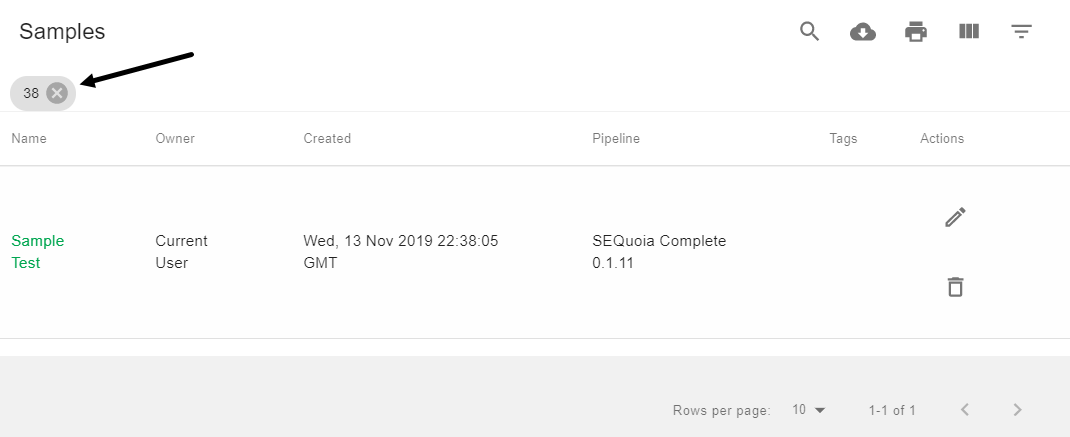 Samples
38
Name Owner Created Pipeline Tags Actions
Sample Current Wed, 13 Nov 2019 22:38:05 SEQuoia Complete
Test User GMT 0.1.11
Rows per page: 10 1-1 of 1